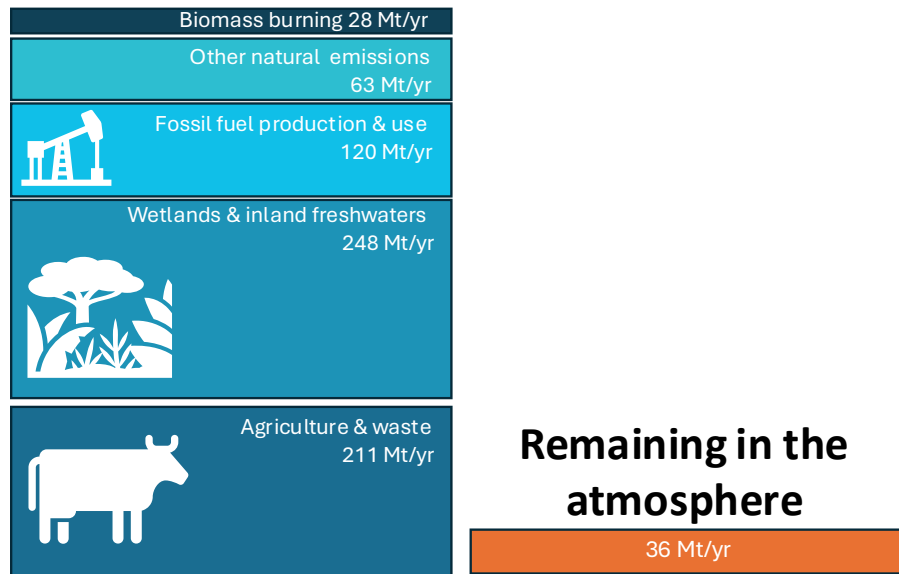 Biomass burning 28 Mt/yr
Other natural emissions
63 Mt/yr
Fossil fuel production & use
120 Mt/yr
Wetlands & inland freshwaters
248 Mt/yr
Agriculture & waste
211 Mt/yr
Remaining in the
atmosphere
36 Mt/yr